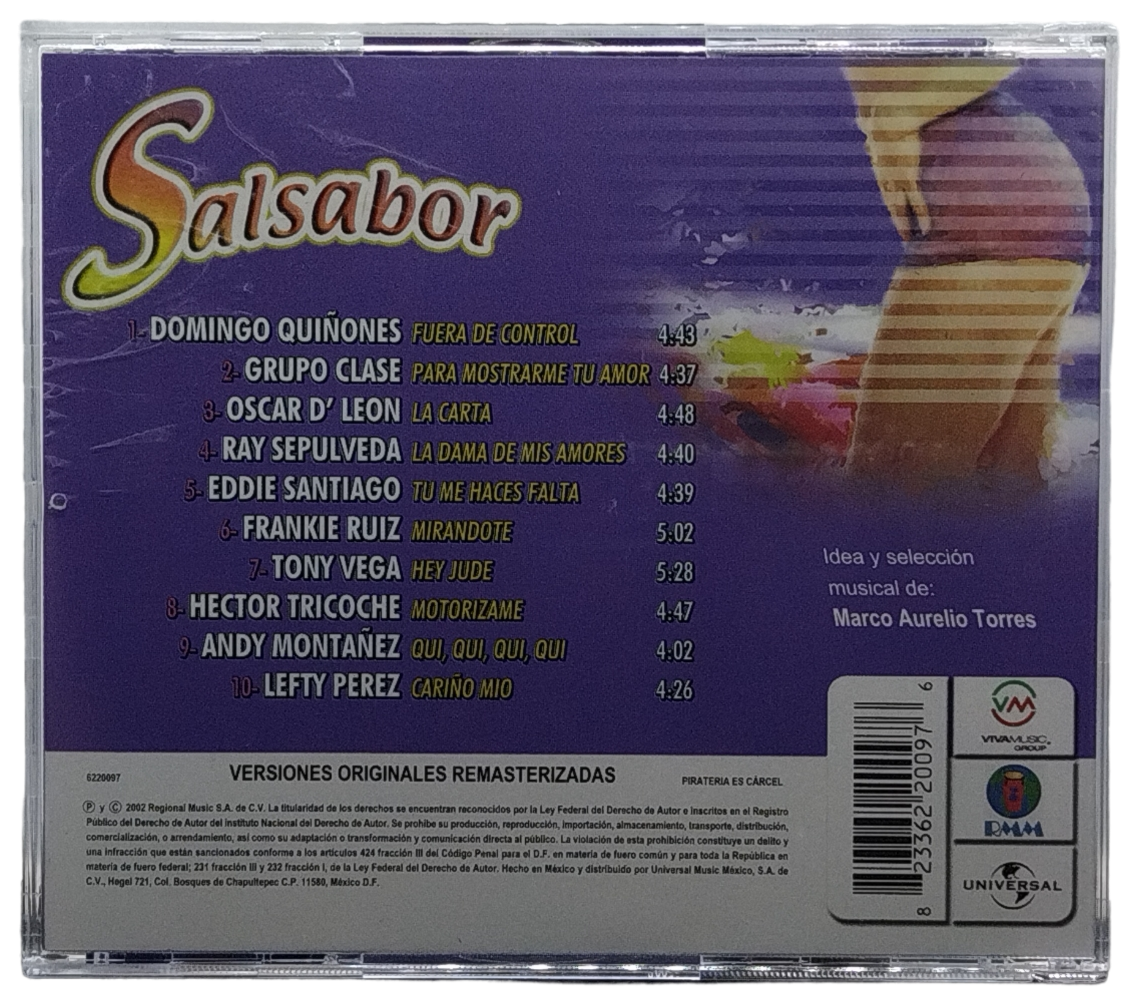 Salsabor
1- DOMINGO QUIÑONES FUERA DE CONTROL 4:43
2- GRUPO CLASE PARA MOSTRARME TU AMOR 4:37
3- OSCAR D' LEON LA CARTA 4:48
4- RAY SEPULVEDA LA DAMA DE MIS AMORES 4:40
5- EDDIE SANTIAGO TU ME HACES FALTA 4:39
6- FRANKIE RUIZ MIRANDOTE 5:02
7- TONY VEGA HEY JUDE 5:28
8- HECTOR TRICOCHE MOTORIZAME 4:47
9- ANDY MONTAÑEZ QUI, QUI, QUI, QUI 4:02
10- LEFTY PEREZ CARIÑO MIO 4:26
Idea y selección
musical de:
Marco Aurelio Torres
6220097 VERSIONES ORIGINALES REMASTERIZADAS PIRATERIA ES CÁRCEL
Ⓟ y Ⓒ 2002 Regional Music S.A. de C.V. La titularidad de los derechos se encuentran reconocidos por la Ley Federal del Derecho de Autor e inscritos en el Registro
Público del Derecho de Autor del Instituto Nacional del Derecho de Autor. Se prohibe su producción, reproducción, importación, almacenamiento, transporte, distribución,
comercialización, o arrendamiento, así como su adaptación o transformación y comunicación directa al público. La violación de esta prohibición constituye un delito y
una infracción que están sancionados conforme a los artículos 424 fracción III del Código Penal para el D.F. en materia de fuero común y para toda la República en
materia de fuero federal; 231 fracción III y 232 fracción I, de la Ley Federal del Derecho de Autor. Hecho en México y distribuido por Universal Music México, S.A. de
C.V., Hegel 721, Col. Bosques de Chapultepec C.P. 11580, México D.F.
8 23362 20097 6
VM
VIVAMUSIC
GROUP
RMM
UNIVERSAL